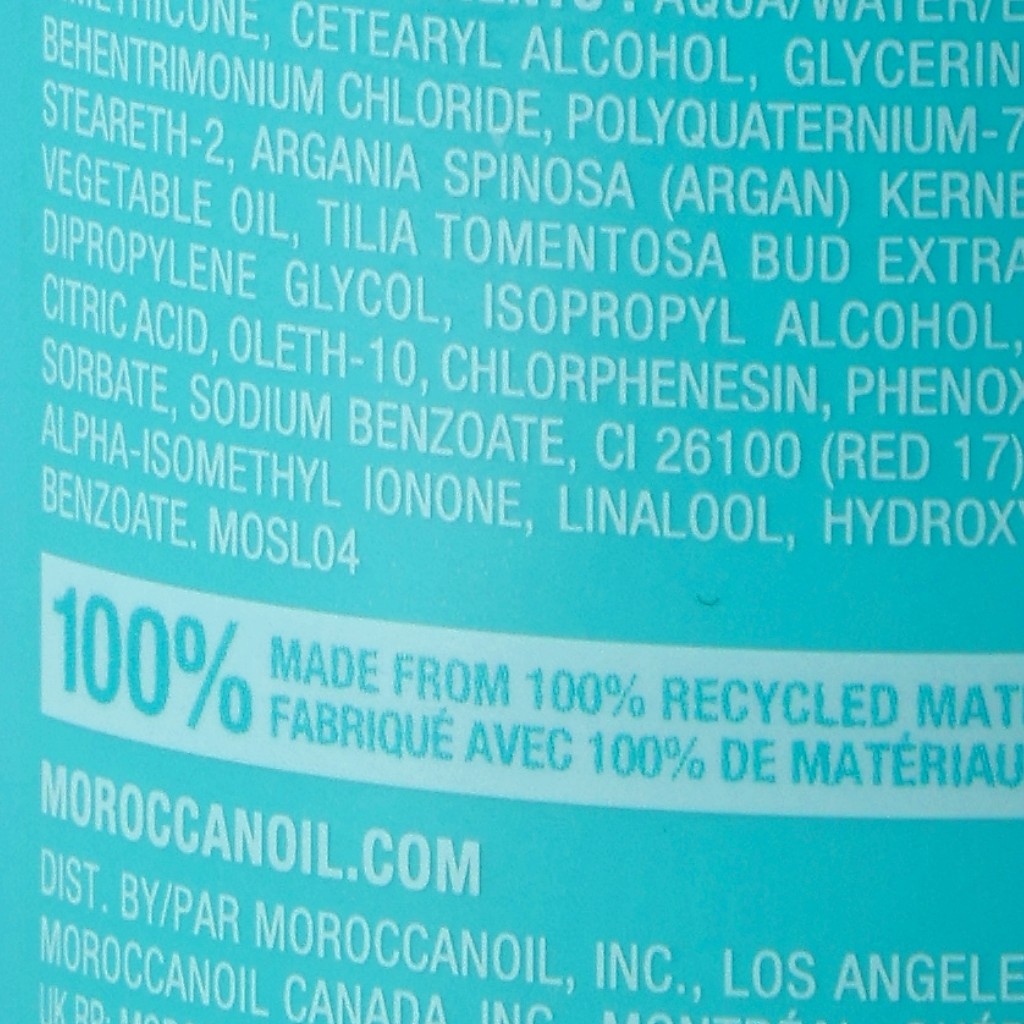 CETEARYL ALCOHOL, GLYCERIN
BEHENTRIMONIUM CHLORIDE, POLYQUATERNIUM-7
STEARETH-2, ARGANIA SPINOSA (ARGAN) KERNE
VEGETABLE OIL, TILIA TOMENTOSA BUD EXTRA
DIPROPYLENE GLYCOL, ISOPROPYL ALCOHOL,
CITRIC ACID, OLETH-10, CHLORPHENESIN, PHENOX
SORBATE, SODIUM BENZOATE, CI 26100 (RED 17)
ALPHA-ISOMETHYL IONONE, LINALOOL, HYDROXY
BENZOATE. MOSL04
100% MADE FROM 100% RECYCLED MAT
FABRIQUÉ AVEC 100% DE MATÉRIAU
MOROCCANOIL.COM
DIST. BY/PAR MOROCCANOIL, INC., LOS ANGELE
MOROCCANOIL CANADA, INC.